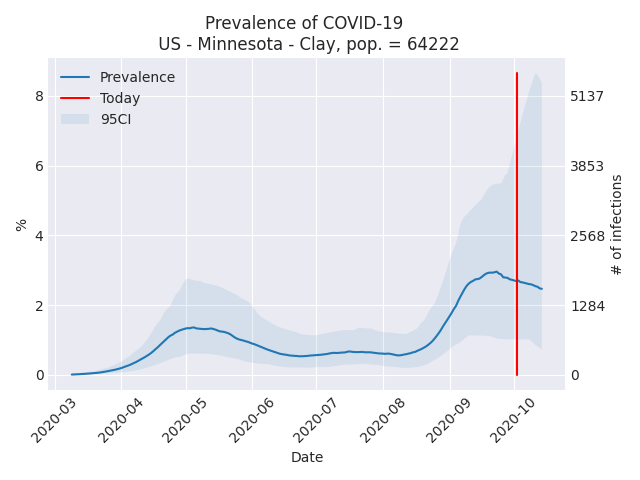 Prevalence of COVID-19
US - Minnesota - Clay, pop. = 64222
Prevalence
Today
95CI
%
8
6
4
2
0
# of infections
5137
3853
2568
1284
0
2020-03
2020-04
2020-05
2020-06
2020-07
2020-08
2020-09
2020-10
Date